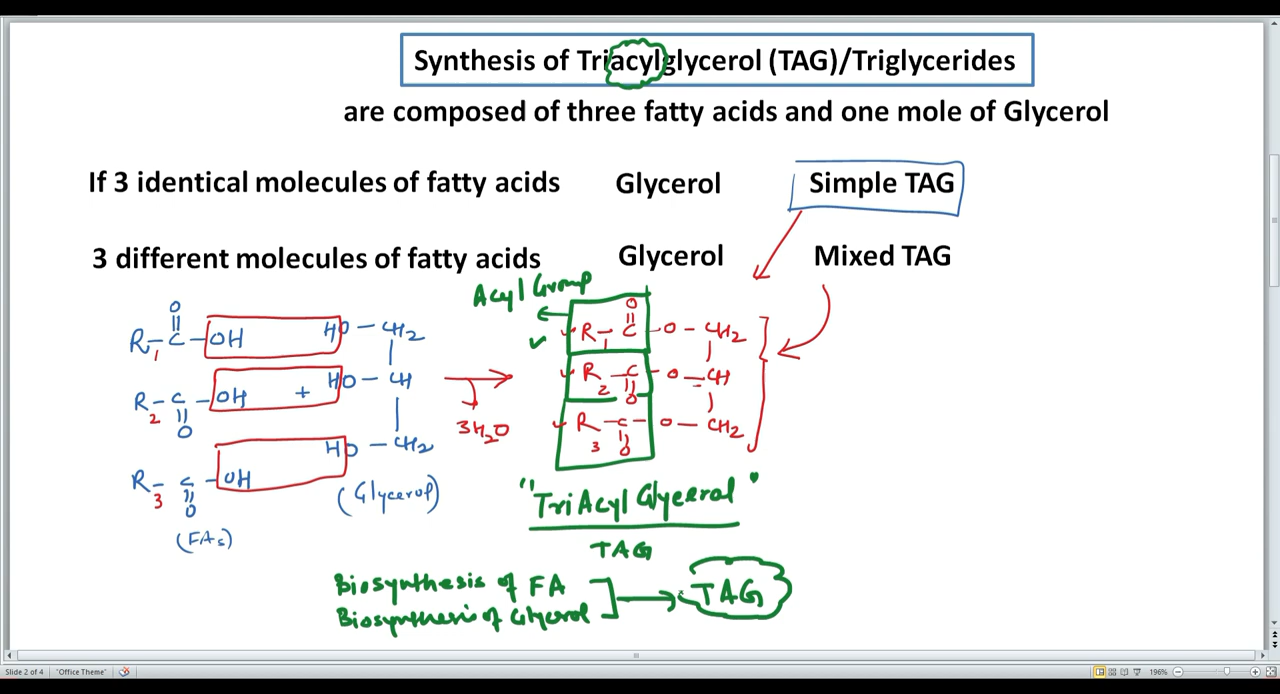 Synthesis of Triacylglycerol (TAG)/Triglycerides
are composed of three fatty acids and one mole of Glycerol
If 3 identical molecules of fatty acids Glycerol Simple TAG
3 different molecules of fatty acids Glycerol Mixed TAG
Acyl Group
O
R1 – C – OH HO – CH2
R2 – C – OH + HO – CH
O
R3 – C – OH HO – CH2
O
(FAs)
(Glycerol)
3H2O
O
R1 – C – O – CH2
R2 – C – O – CH
O
R3 – C – O – CH2
O
"TriAcyl Glycerol"
TAG
Biosynthesis of FA
Biosynthesis of Glycerol
TAG
Slide 2 of 4 "Office Theme" 196%